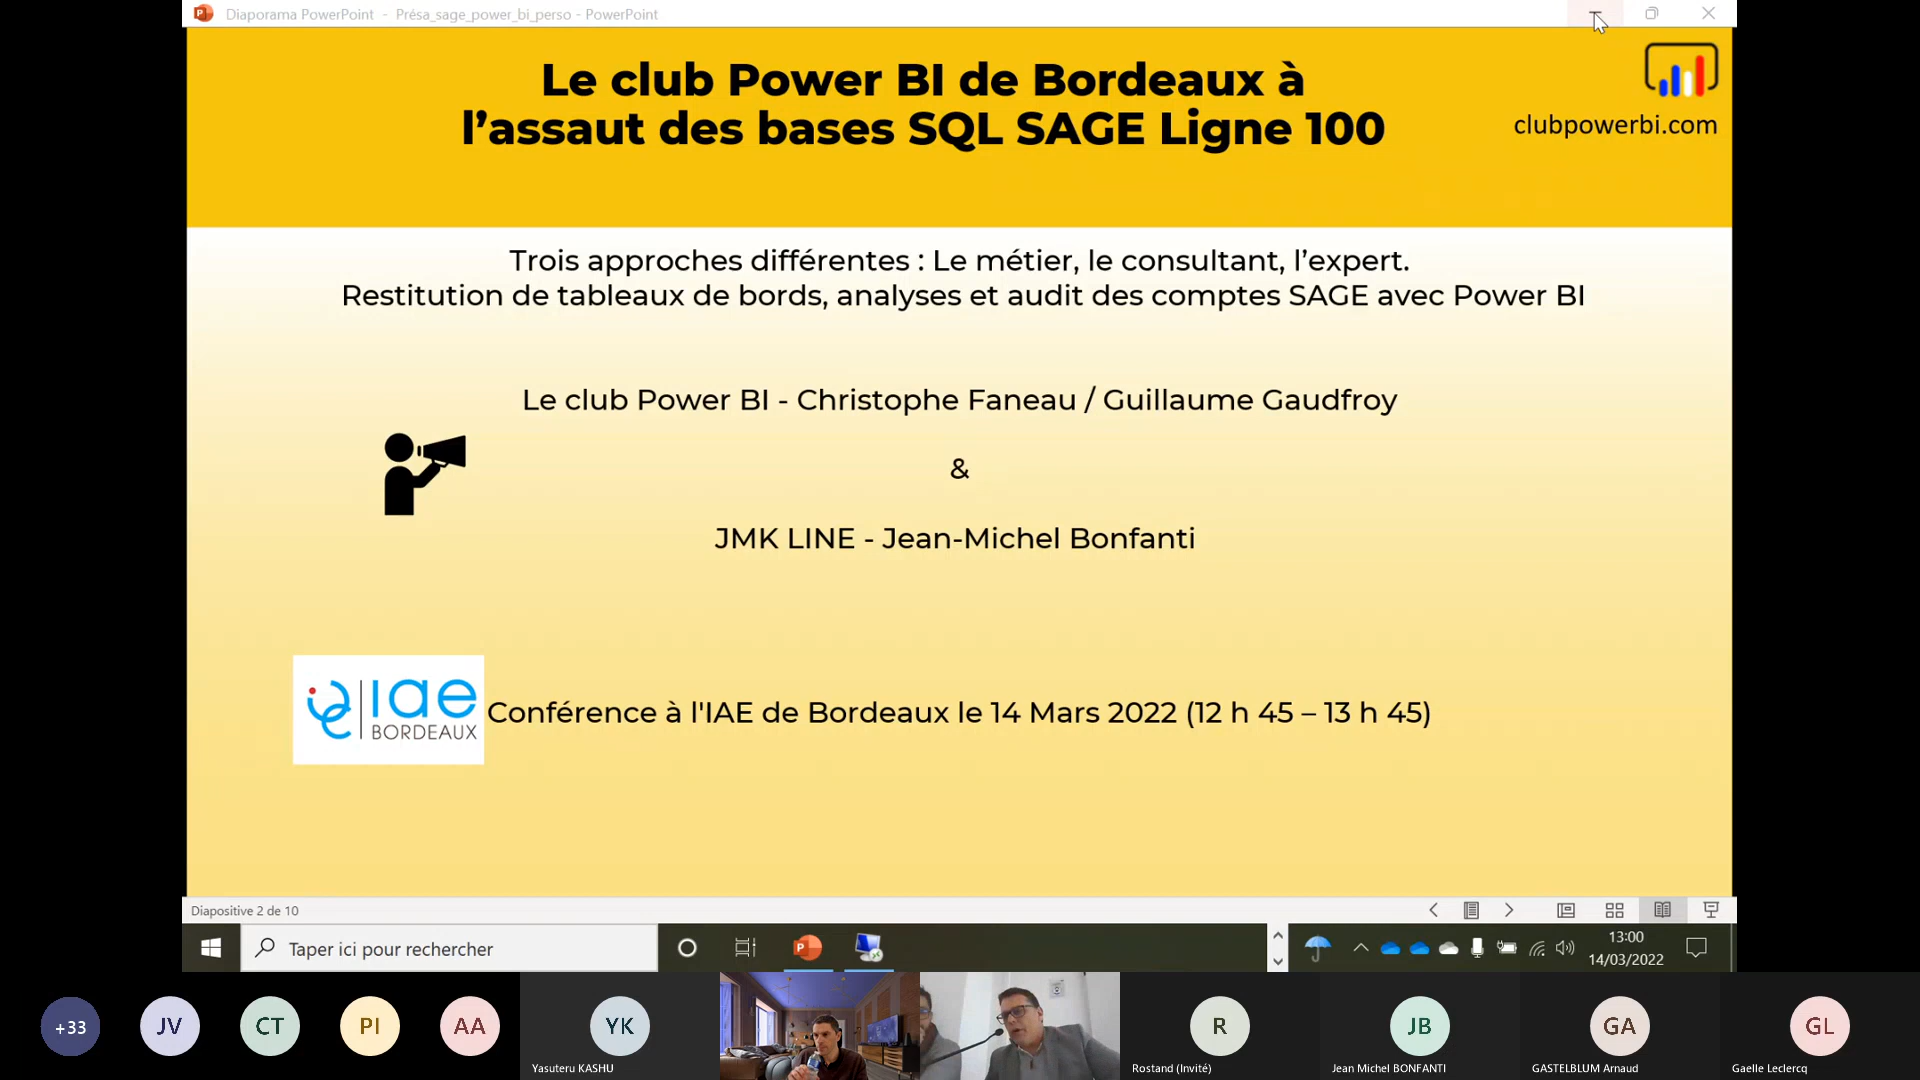 Diaporama PowerPoint - Présa_sage_power_bi_perso - PowerPoint
Le club Power BI de Bordeaux à
l’assaut des bases SQL SAGE Ligne 100
clubpowerbi.com
Trois approches différentes : Le métier, le consultant, l’expert.
Restitution de tableaux de bords, analyses et audit des comptes SAGE avec Power BI
Le club Power BI - Christophe Faneau / Guillaume Gaudfroy
&
JMK LINE - Jean-Michel Bonfanti
iae
BORDEAUX
Conférence à l'IAE de Bordeaux le 14 Mars 2022 (12 h 45 – 13 h 45)
Diapositive 2 de 10
Taper ici pour rechercher
13:00
14/03/2022
+33
JV
CT
PI
AA
YK
Yasuteru KASHU
R
Rostand (Invité)
JB
Jean Michel BONFANTI
GA
GASTELBLUM Arnaud
GL
Gaelle Leclercq